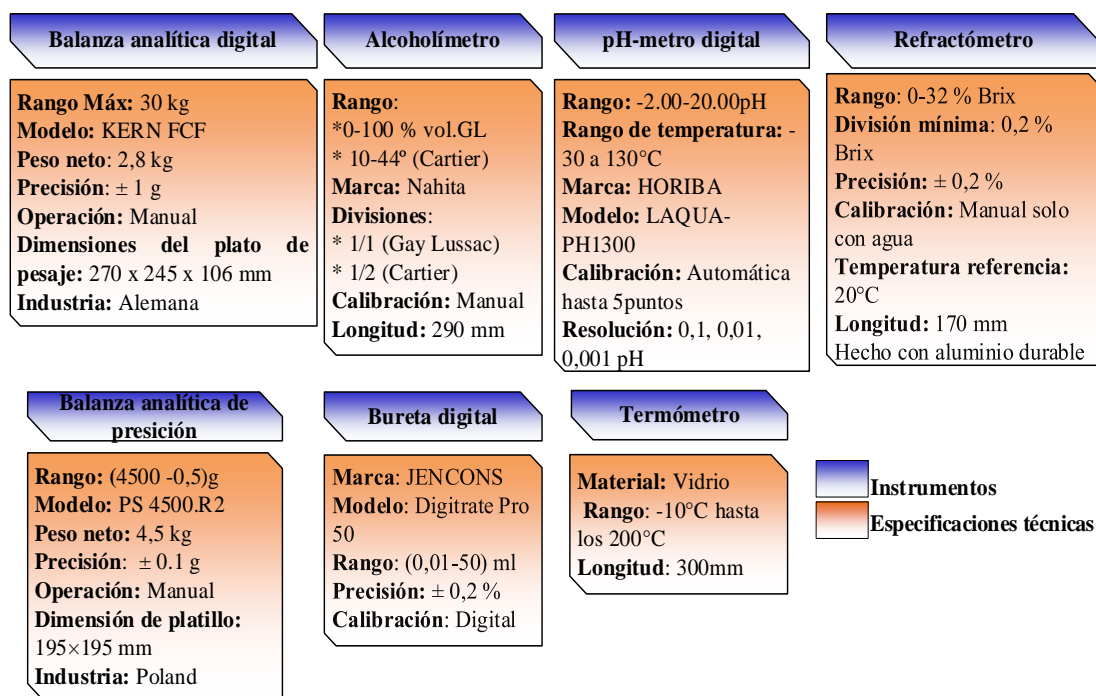 Balanza analítica digital
Rango Máx: 30 kg
Modelo: KERN FCF
Peso neto: 2,8 kg
Precisión: ± 1 g
Operación: Manual
Dimensiones del plato de
pesaje: 270 x 245 x 106 mm
Industria: Alemana
Alcoholímetro
Rango:
*0-100 % vol.GL
* 10-44º (Cartier)
Marca: Nahita
Divisiones:
* 1/1 (Gay Lussac)
* 1/2 (Cartier)
Calibración: Manual
Longitud: 290 mm
pH-metro digital
Rango: -2.00-20.00pH
Rango de temperatura: -
30 a 130°C
Marca: HORIBA
Modelo: LAQUA-
PH1300
Calibración: Automática
hasta 5puntos
Resolución: 0,1, 0,01,
0,001 pH
Refractómetro
Rango: 0-32 % Brix
División mínima: 0,2 %
Brix
Precisión: ± 0,2 %
Calibración: Manual solo
con agua
Temperatura referencia:
20°C
Longitud: 170 mm
Hecho con aluminio durable
Balanza analítica de
presición
Rango: (4500 -0,5)g
Modelo: PS 4500.R2
Peso neto: 4,5 kg
Precisión: ± 0.1 g
Operación: Manual
Dimensión de platillo:
195×195 mm
Industria: Poland
Bureta digital
Marca: JENCONS
Modelo: Digitrate Pro
50
Rango: (0,01-50) ml
Precisión: ± 0,2 %
Calibración: Digital
Termómetro
Material: Vidrio
Rango: -10°C hasta
los 200°C
Longitud: 300mm
Instrumentos
Especificaciones técnicas